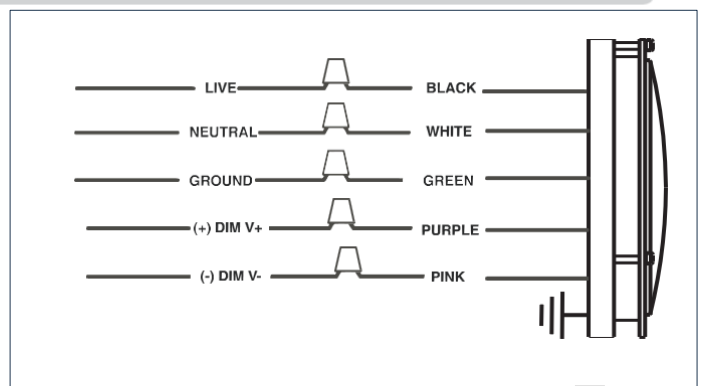 LIVE BLACK
NEUTRAL WHITE
GROUND GREEN
(+) DIM V+ PURPLE
(-) DIM V- PINK